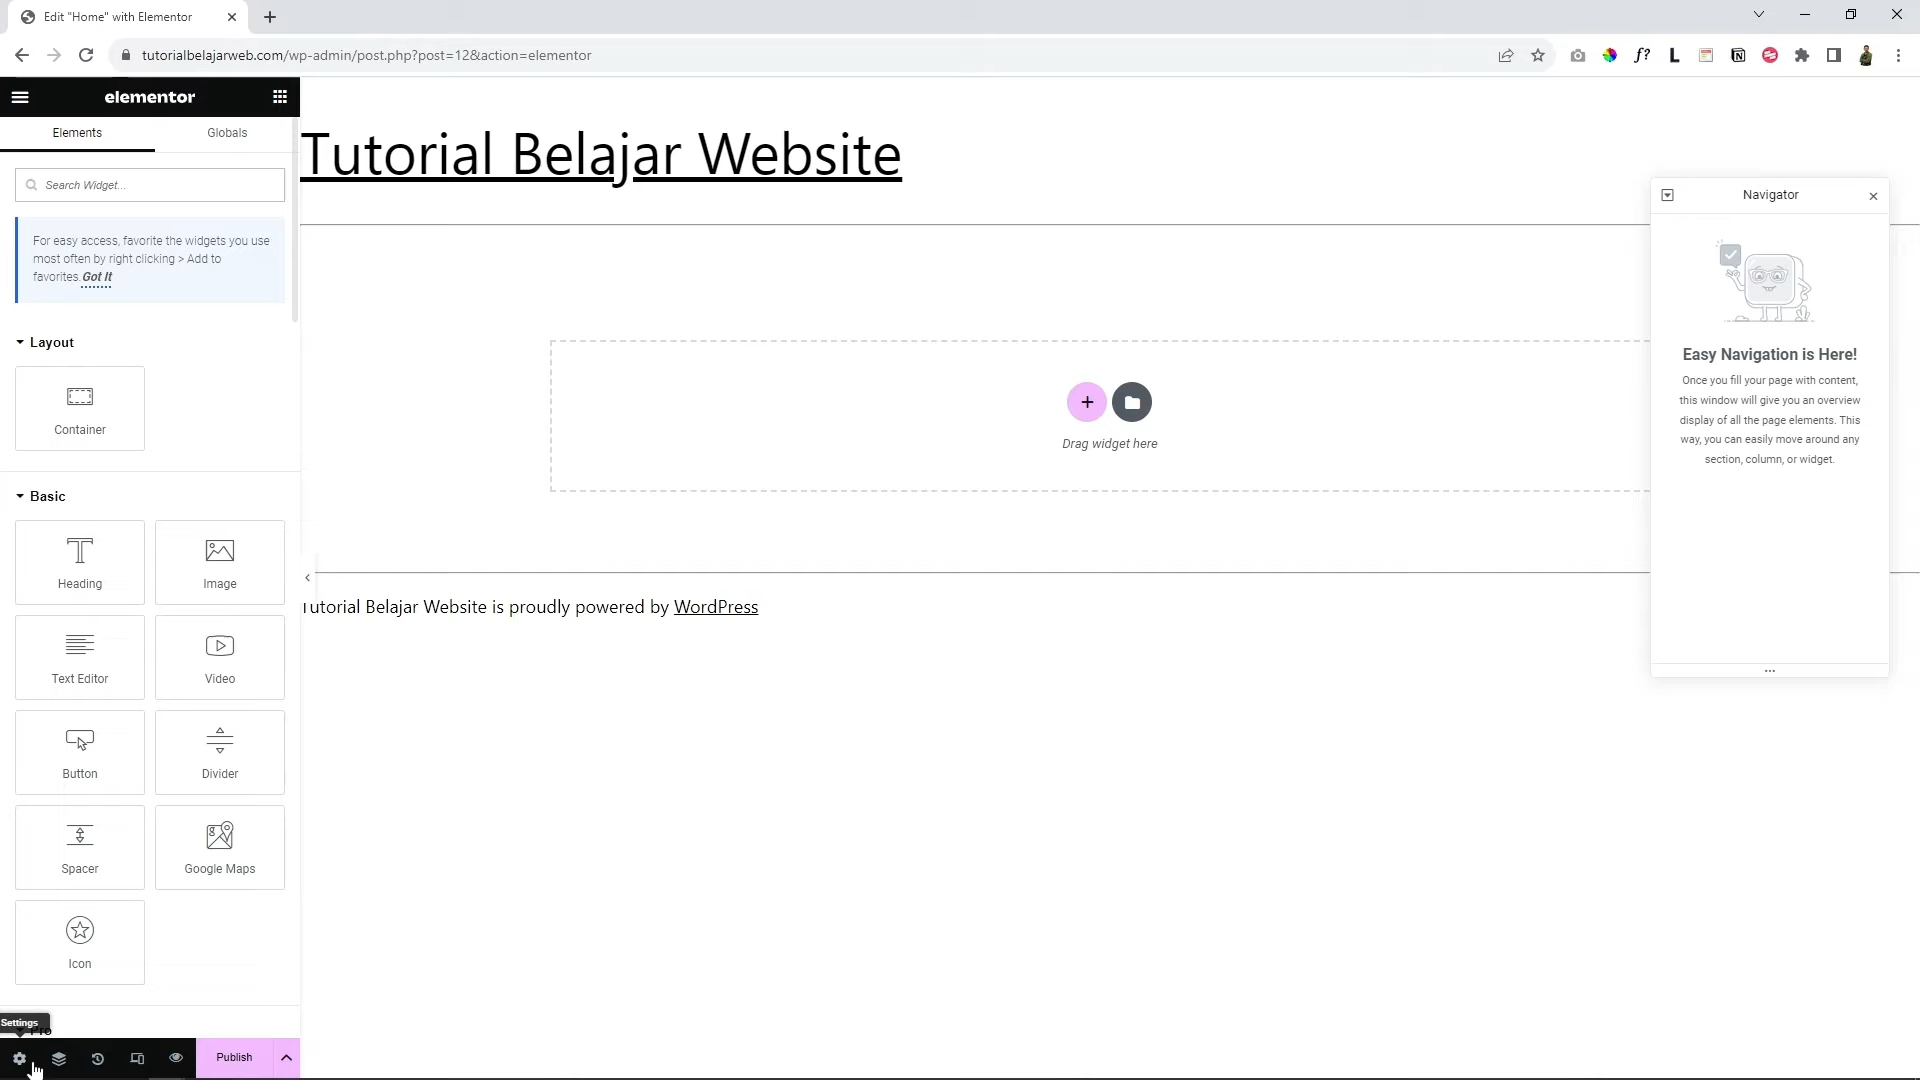 Edit "Home" with Elementor
tutorialbelajarweb.com/wp-admin/post.php?post=12&action=elementor
elementor
Elements
Globals
Search Widget...
For easy access, favorite the widgets you use
most often by right clicking > Add to
favorites. Got It
Layout
Container
Basic
Heading
Image
Text Editor
Video
Button
Divider
Spacer
Google Maps
Icon
Settings
Pro
Publish
Tutorial Belajar Website
Drag widget here
Tutorial Belajar Website is proudly powered by WordPress
Navigator
Easy Navigation is Here!
Once you fill your page with content,
this window will give you an overview
display of all the page elements. This
way, you can easily move around any
section, column, or widget.